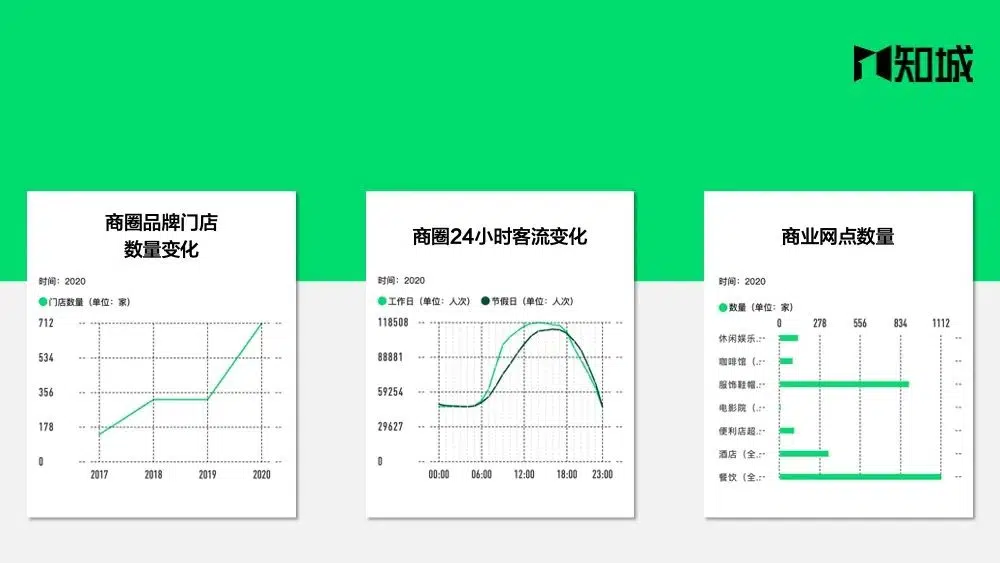 知城
商圈品牌门店
数量变化
时间：2020
门店数量（单位：家）
712
534
356
178
0
2017 2018 2019 2020
商圈24小时客流变化
时间：2020
工作日（单位：人次） 节假日（单位：人次）
118508
88881
59254
29627
0
00:00 06:00 12:00 18:00 23:00
商业网点数量
时间：2020
数量（单位：家）
0 278 556 834 1112
休闲娱乐...
咖啡馆（...
服饰鞋帽...
电影院（...
便利店超...
酒店（全...
餐饮（全...